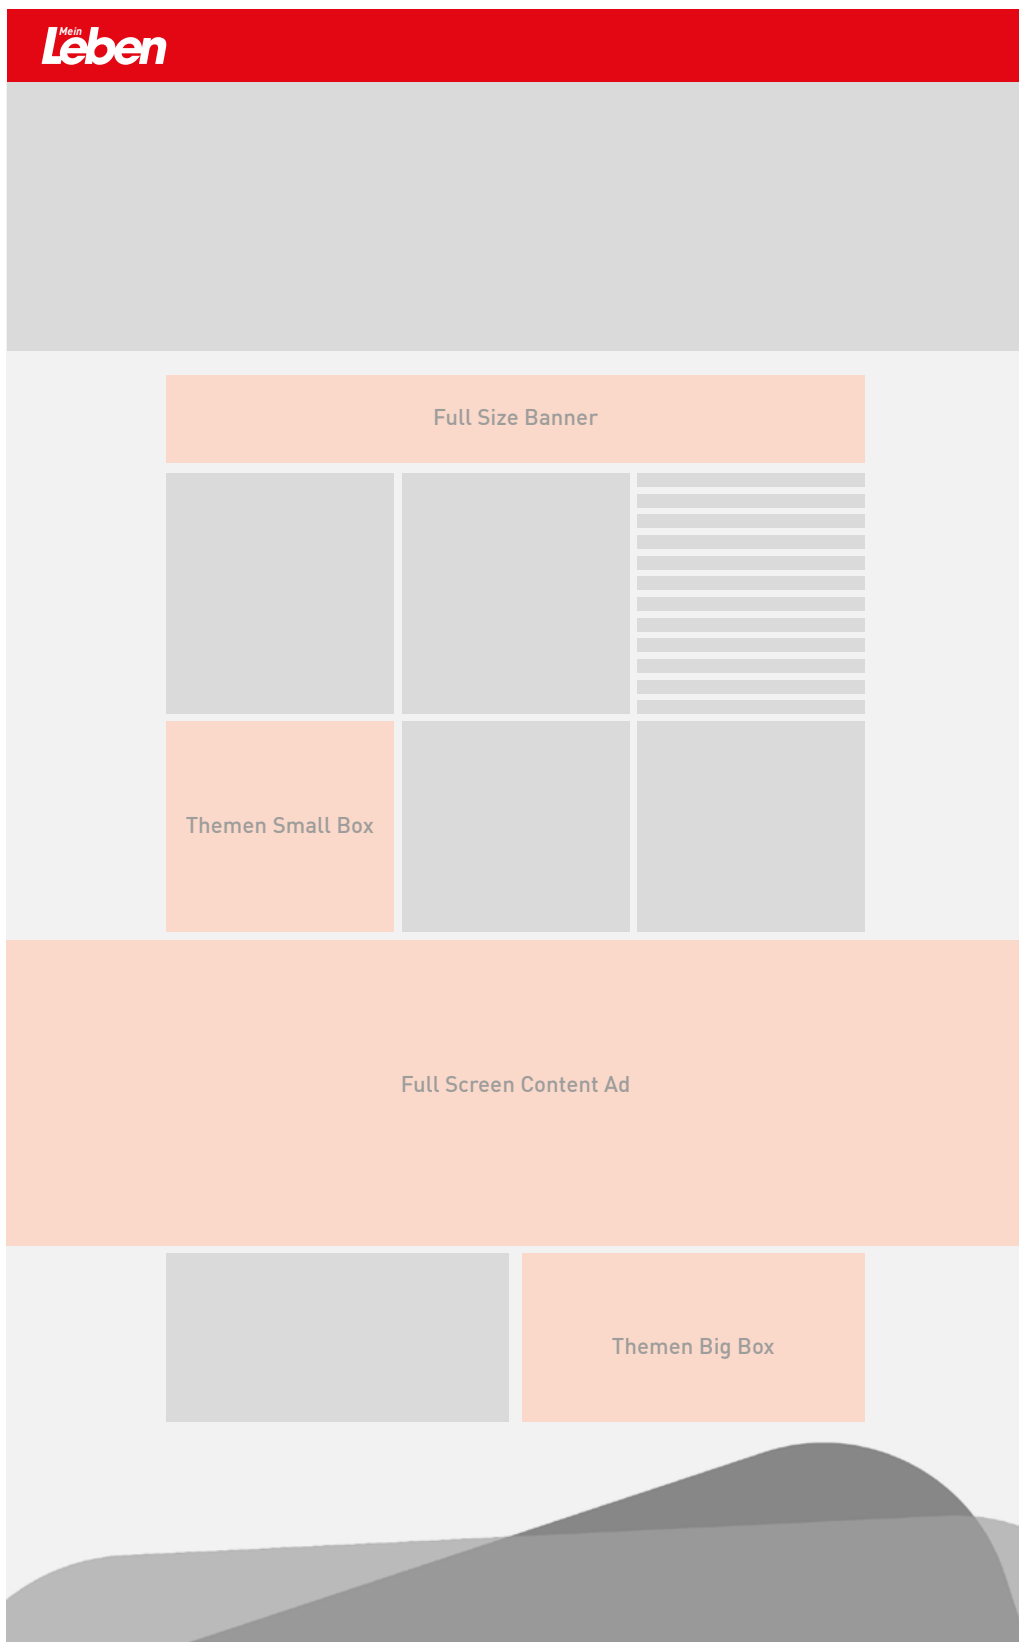 Mein
Leben
Full Size Banner
Themen Small Box
Full Screen Content Ad
Themen Big Box